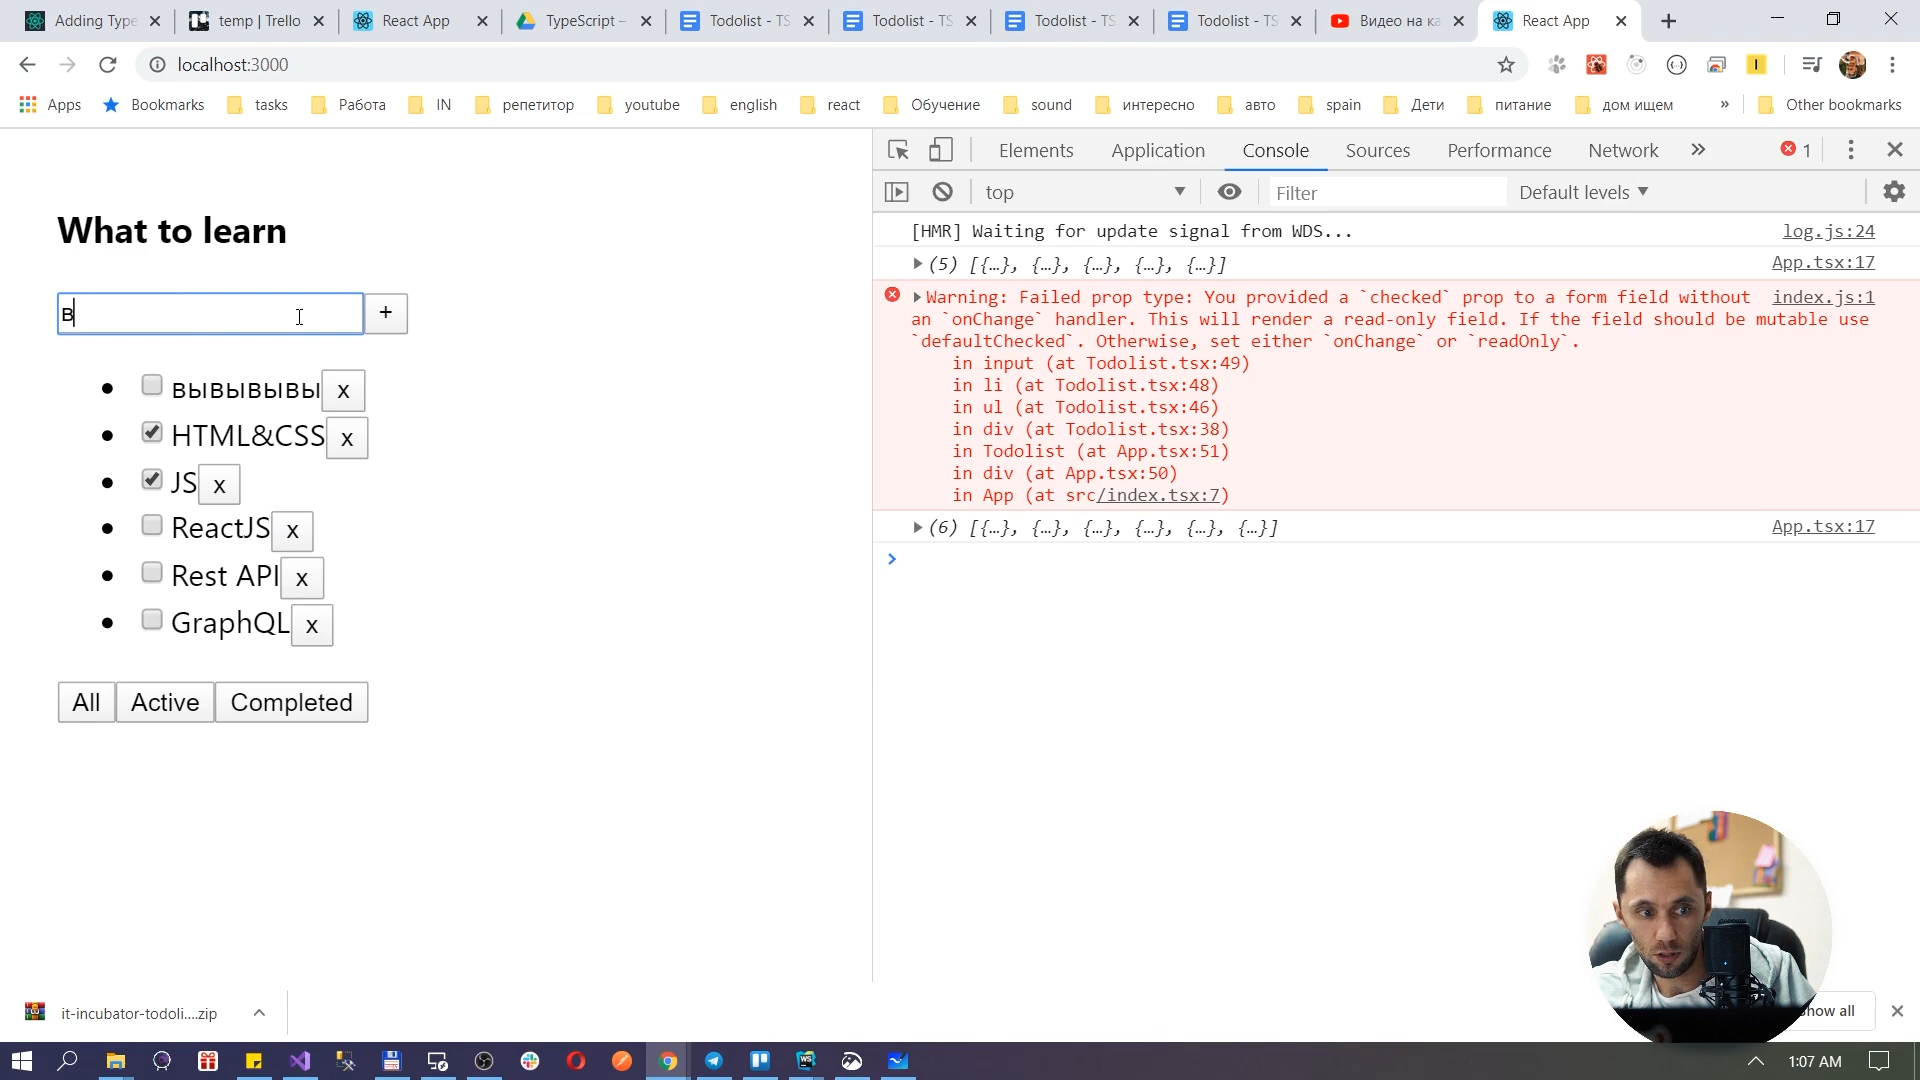 Adding Type
temp | Trello
React App
TypeScript –
Todolist - TS
Todolist - TS
Todolist - TS
Todolist - TS
Видео на ка
React App
localhost:3000
Apps
Bookmarks
tasks
Работа
IN
репетитор
youtube
english
react
Обучение
sound
интересно
авто
spain
Дети
питание
дом ищем
»
Other bookmarks
What to learn
в
+
вывывывы x
HTML&CSS x
JS x
ReactJS x
Rest API x
GraphQL x
All Active Completed
Elements Application Console Sources Performance Network » 1
top Filter Default levels
[HMR] Waiting for update signal from WDS... log.js:24
(5) [{…}, {…}, {…}, {…}, {…}] App.tsx:17
Warning: Failed prop type: You provided a `checked` prop to a form field without index.js:1
an `onChange` handler. This will render a read-only field. If the field should be mutable use
`defaultChecked`. Otherwise, set either `onChange` or `readOnly`.
in input (at Todolist.tsx:49)
in li (at Todolist.tsx:48)
in ul (at Todolist.tsx:46)
in div (at Todolist.tsx:38)
in Todolist (at App.tsx:51)
in div (at App.tsx:50)
in App (at src/index.tsx:7)
(6) [{…}, {…}, {…}, {…}, {…}, {…}] App.tsx:17
it-incubator-todoli....zip
how all
1:07 AM